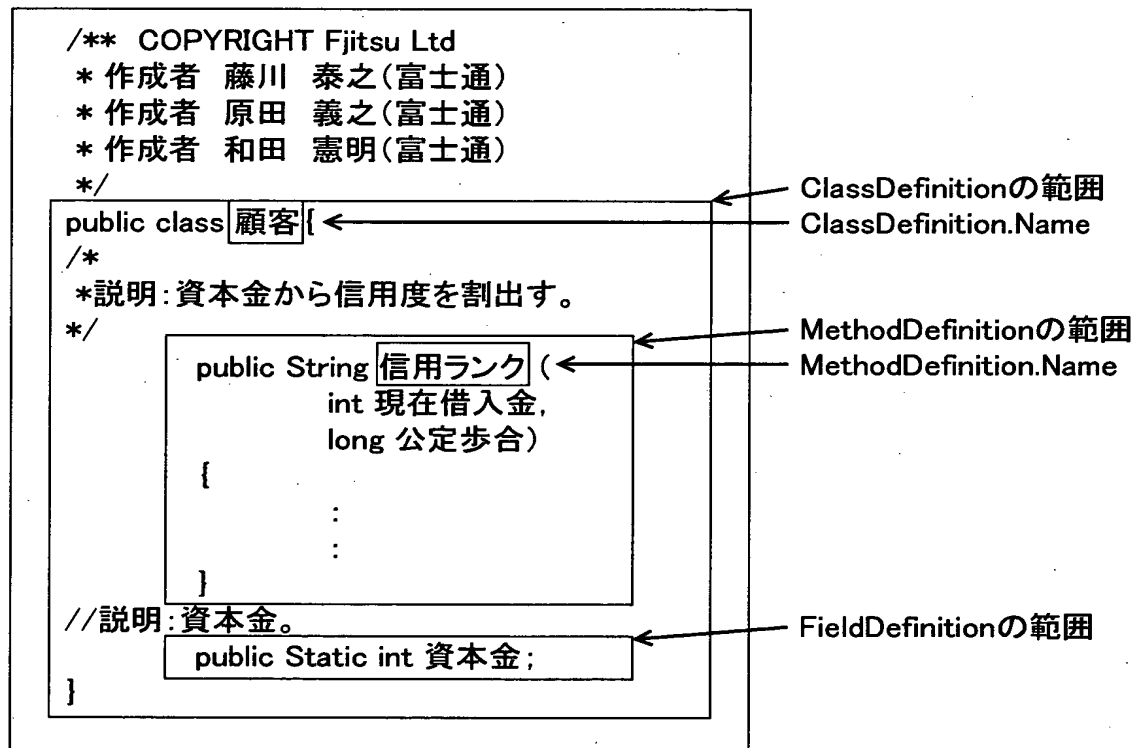 /** COPYRIGHT Fjitsu Ltd
* 作成者 藤川 泰之(富士通)
* 作成者 原田 義之(富士通)
* 作成者 和田 憲明(富士通)
*/
ClassDefinitionの範囲
public class 顧客{
ClassDefinition.Name
/*
*説明:資本金から信用度を割出す。
*/
MethodDefinitionの範囲
public String 信用ランク (
MethodDefinition.Name
int 現在借入金,
long 公定歩合)
{
:
:
}
//説明:資本金。
FieldDefinitionの範囲
public Static int 資本金;
}